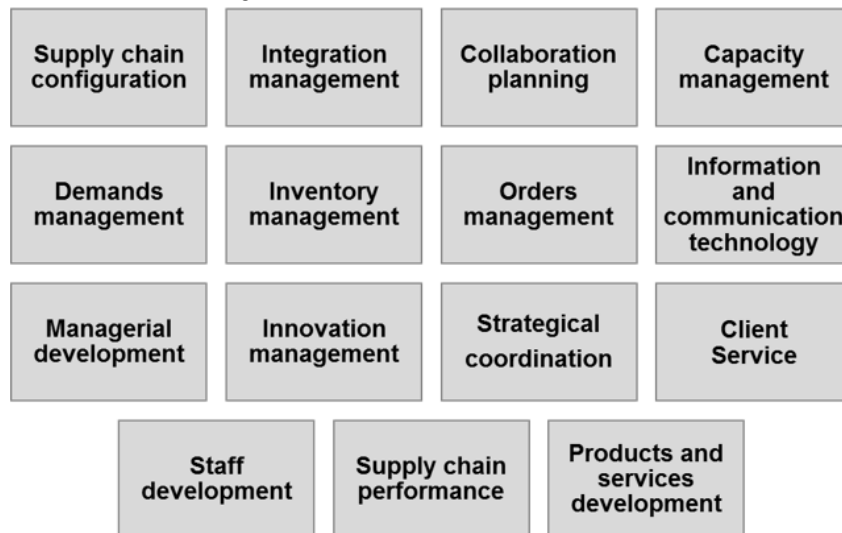 Supply chain
configuration
Integration
management
Collaboration
planning
Capacity
management
Demands
management
Inventory
management
Orders
management
Information
and
communication
technology
Managerial
development
Innovation
management
Strategical
coordination
Client
Service
Staff
development
Supply chain
performance
Products and
services
development